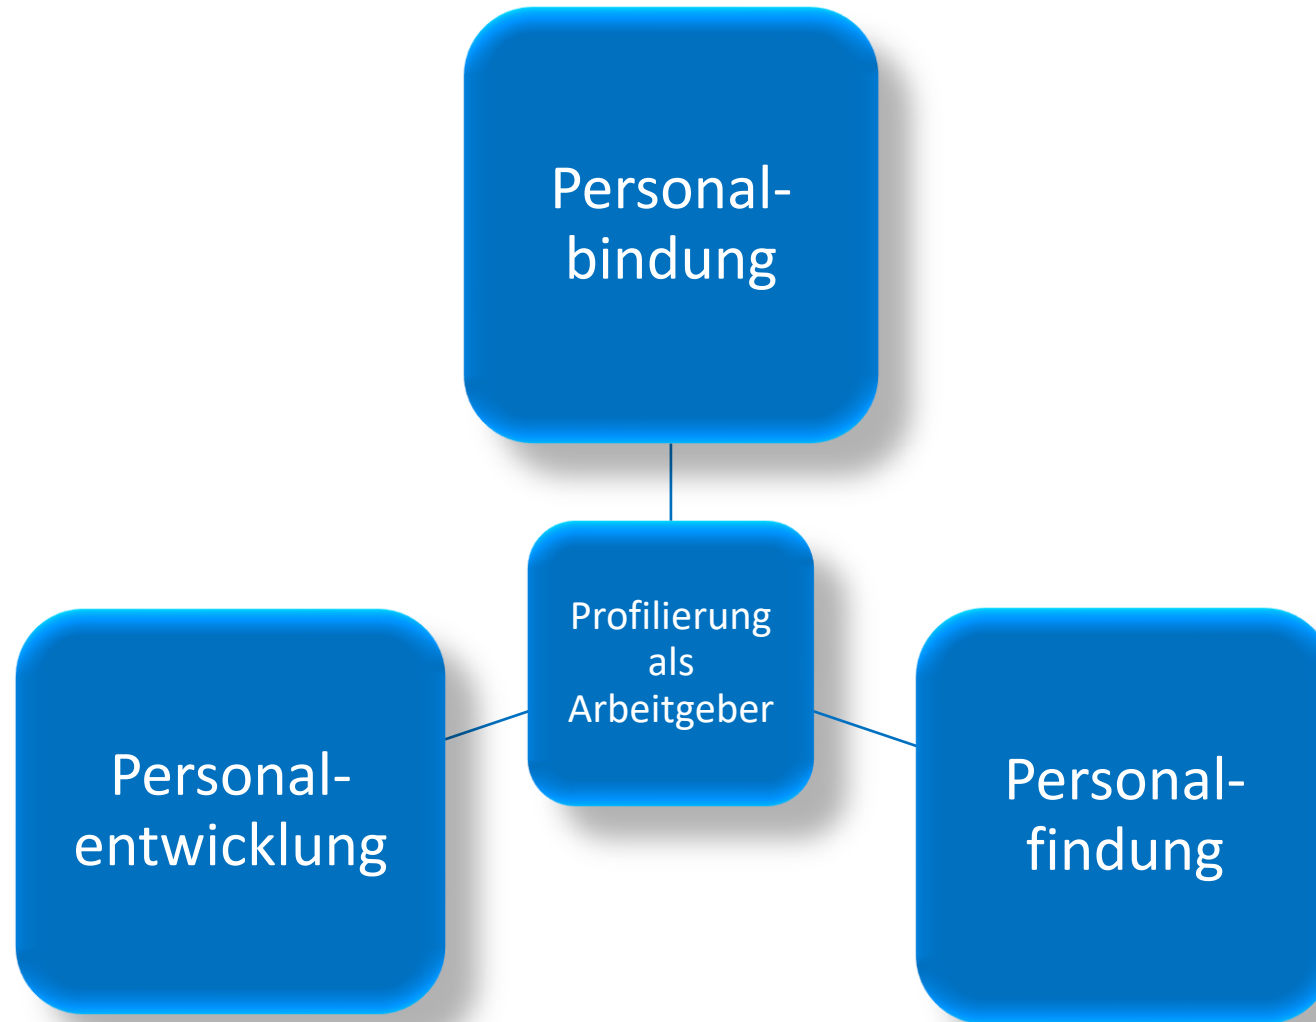 Personal-
bindung
Profilierung
als
Arbeitgeber
Personal-
entwicklung
Personal-
findung